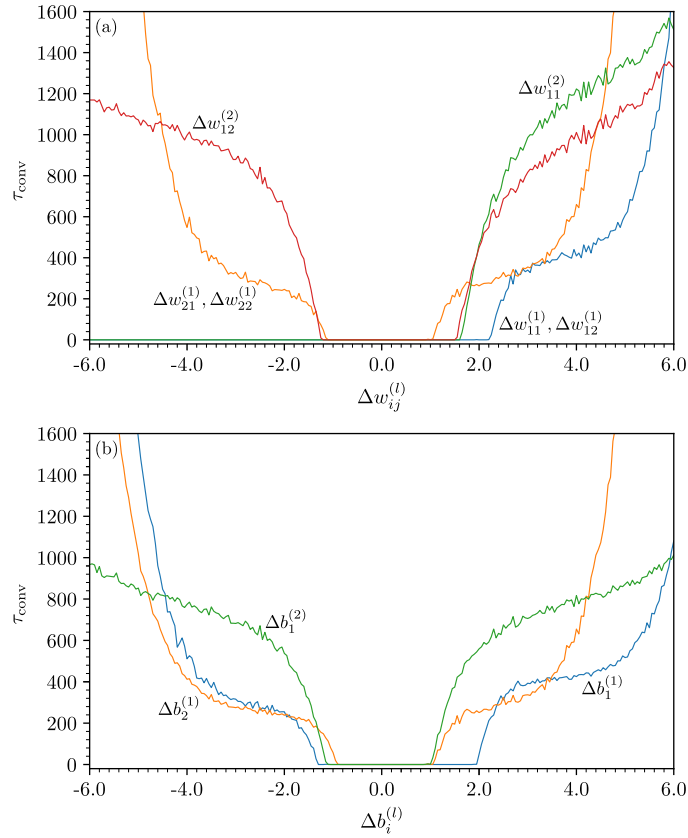 (a)
1600
1400
1200
1000
800
600
400
200
0
τ_conv
Δw_{11}^{(2)}
Δw_{12}^{(2)}
Δw_{21}^{(1)}, Δw_{22}^{(1)}
Δw_{11}^{(1)}, Δw_{12}^{(1)}
-6.0 -4.0 -2.0 0.0 2.0 4.0 6.0
Δw_{ij}^{(l)}
(b)
1600
1400
1200
1000
800
600
400
200
0
τ_conv
Δb_1^{(2)}
Δb_2^{(1)}
Δb_1^{(1)}
-6.0 -4.0 -2.0 0.0 2.0 4.0 6.0
Δb_i^{(l)}